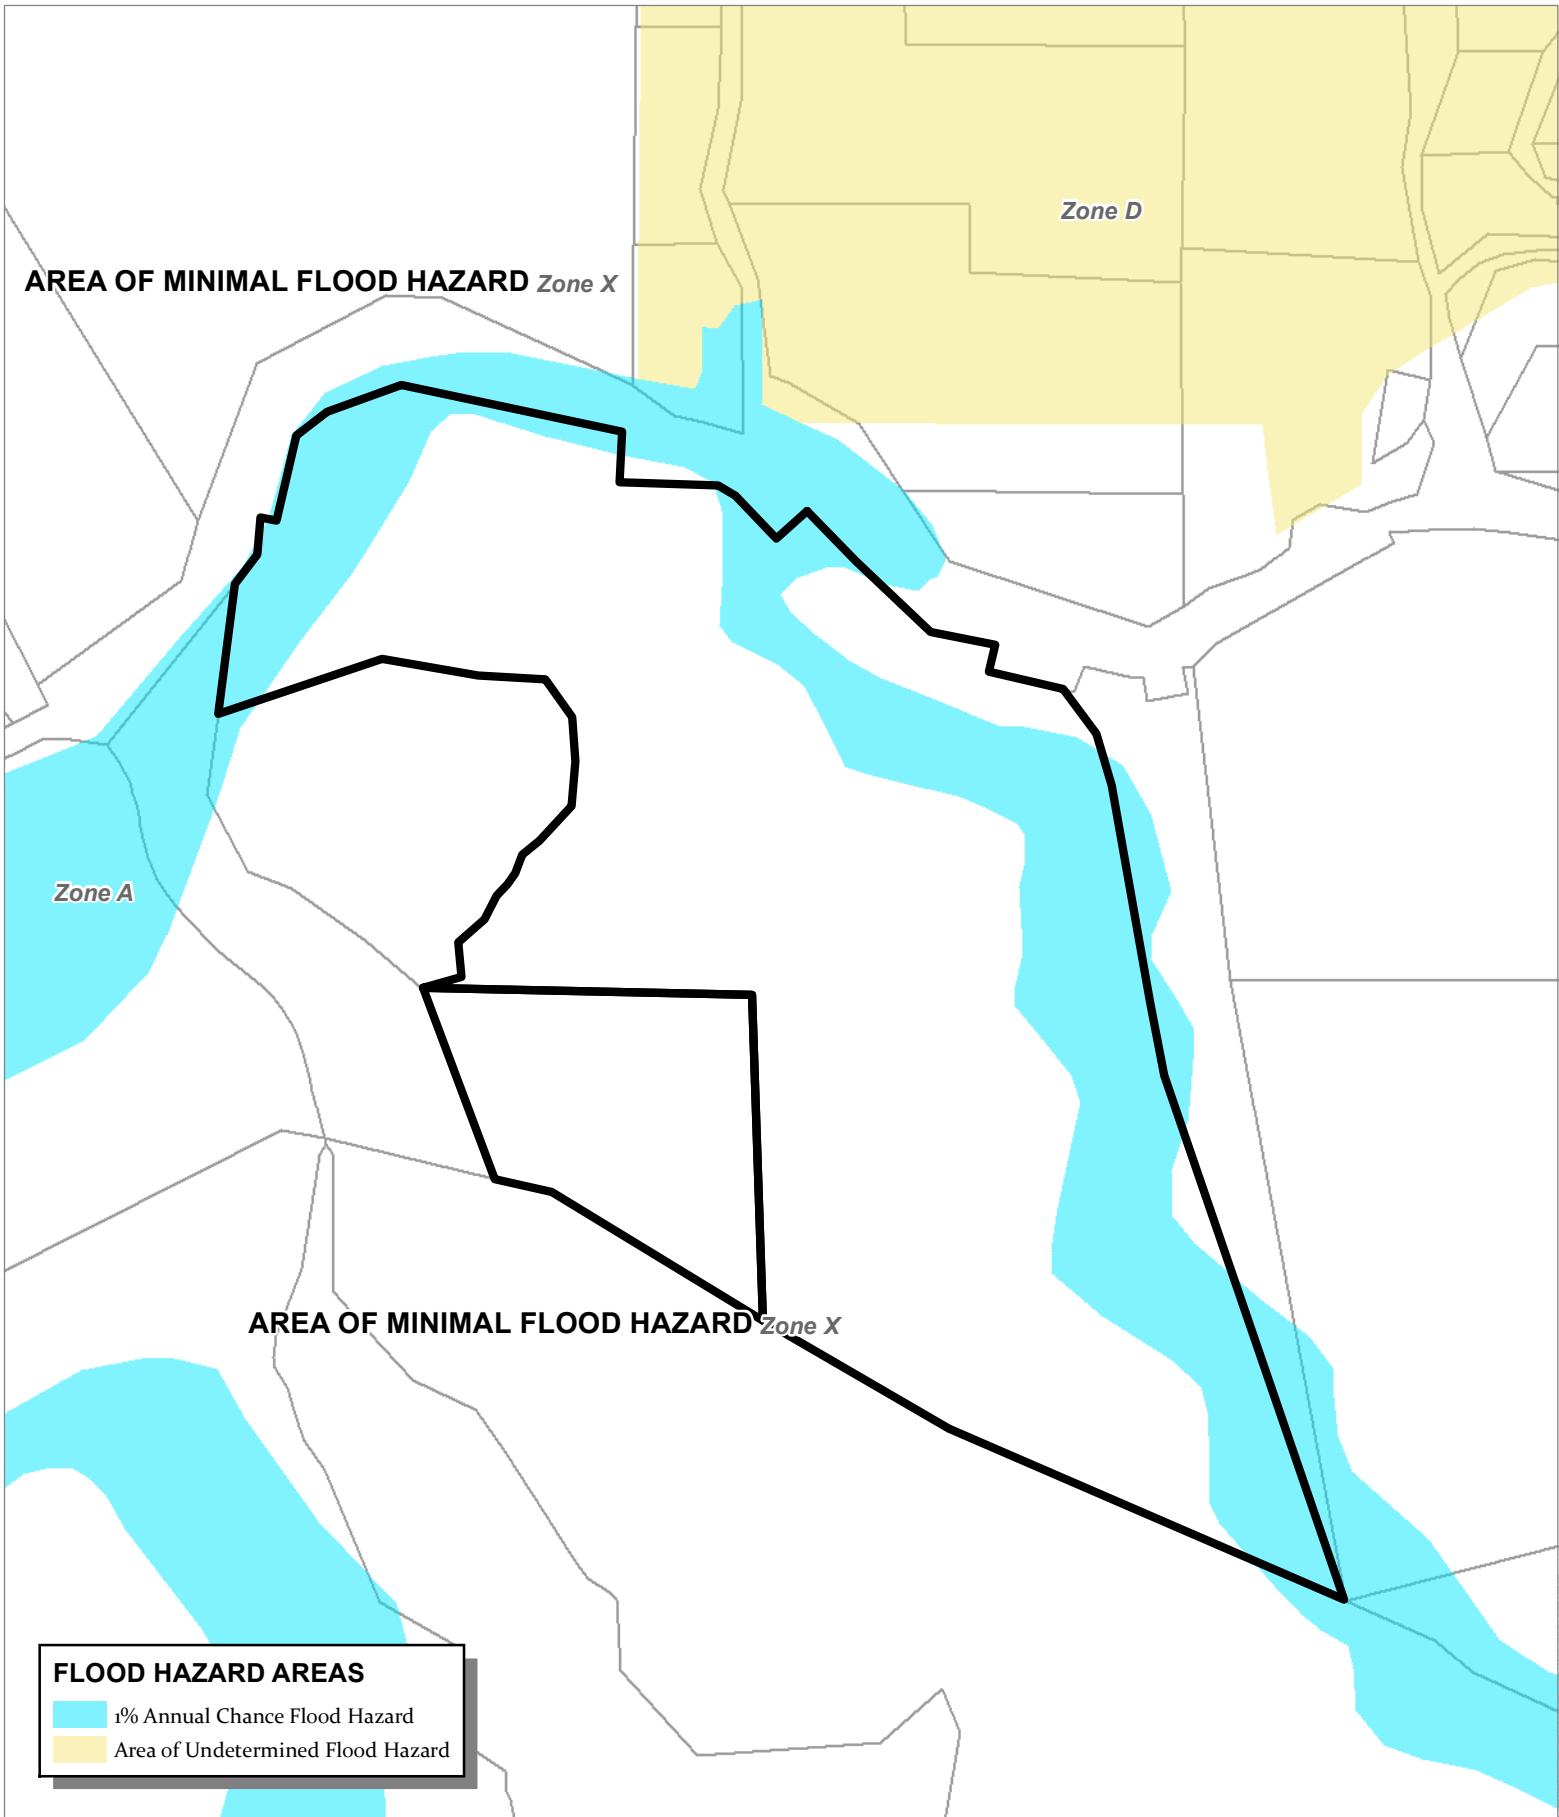 Zone D
AREA OF MINIMAL FLOOD HAZARD Zone X
Zone A
AREA OF MINIMAL FLOOD HAZARD Zone X
FLOOD HAZARD AREAS
1% Annual Chance Flood Hazard
Area of Undetermined Flood Hazard